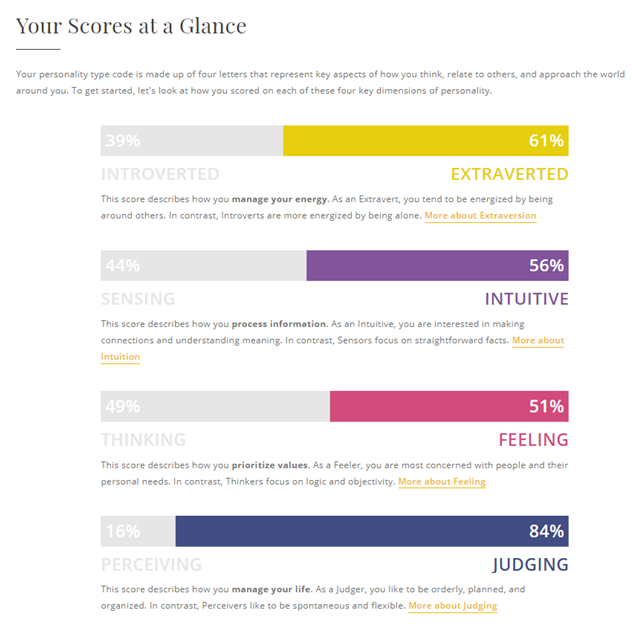 Your Scores at a Glance
Your personality type code is made up of four letters that represent key aspects of how you think, relate to others, and approach the world
around you. To get started, let's look at how you scored on each of these four key dimensions of personality.
39% 61%
INTROVERTED EXTRAVERTED
This score describes how you manage your energy. As an Extravert, you tend to be energized by being
around others. In contrast, Introverts are more energized by being alone. More about Extraversion
44% 56%
SENSING INTUITIVE
This score describes how you process information. As an Intuitive, you are interested in making
connections and understanding meaning. In contrast, Sensors focus on straightforward facts. More about
Intuition
49% 51%
THINKING FEELING
This score describes how you prioritize values. As a Feeler, you are most concerned with people and their
personal needs. In contrast, Thinkers focus on logic and objectivity. More about Feeling
16% 84%
PERCEIVING JUDGING
This score describes how you manage your life. As a Judger, you like to be orderly, planned, and
organized. In contrast, Perceivers like to be spontaneous and flexible. More about Judging